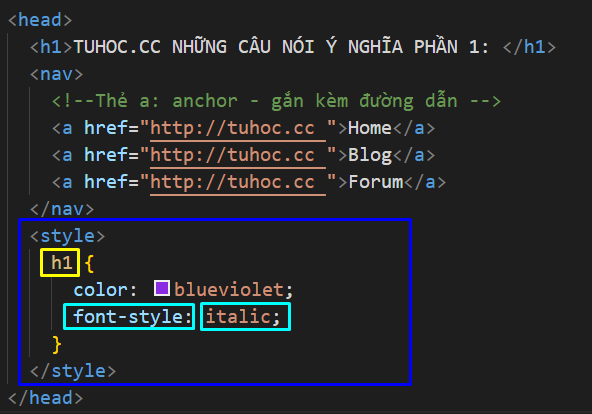 <head>
<h1>TUHOC.CC NHỮNG CÂU NÓI Ý NGHĨA PHẦN 1: </h1>
<nav>
<!--Thẻ a: anchor - gắn kèm đường dẫn -->
<a href="http://tuhoc.cc ">Home</a>
<a href="http://tuhoc.cc ">Blog</a>
<a href="http://tuhoc.cc ">Forum</a>
</nav>
<style>
h1 {
color: blueviolet;
font-style: italic;
}
</style>
</head>